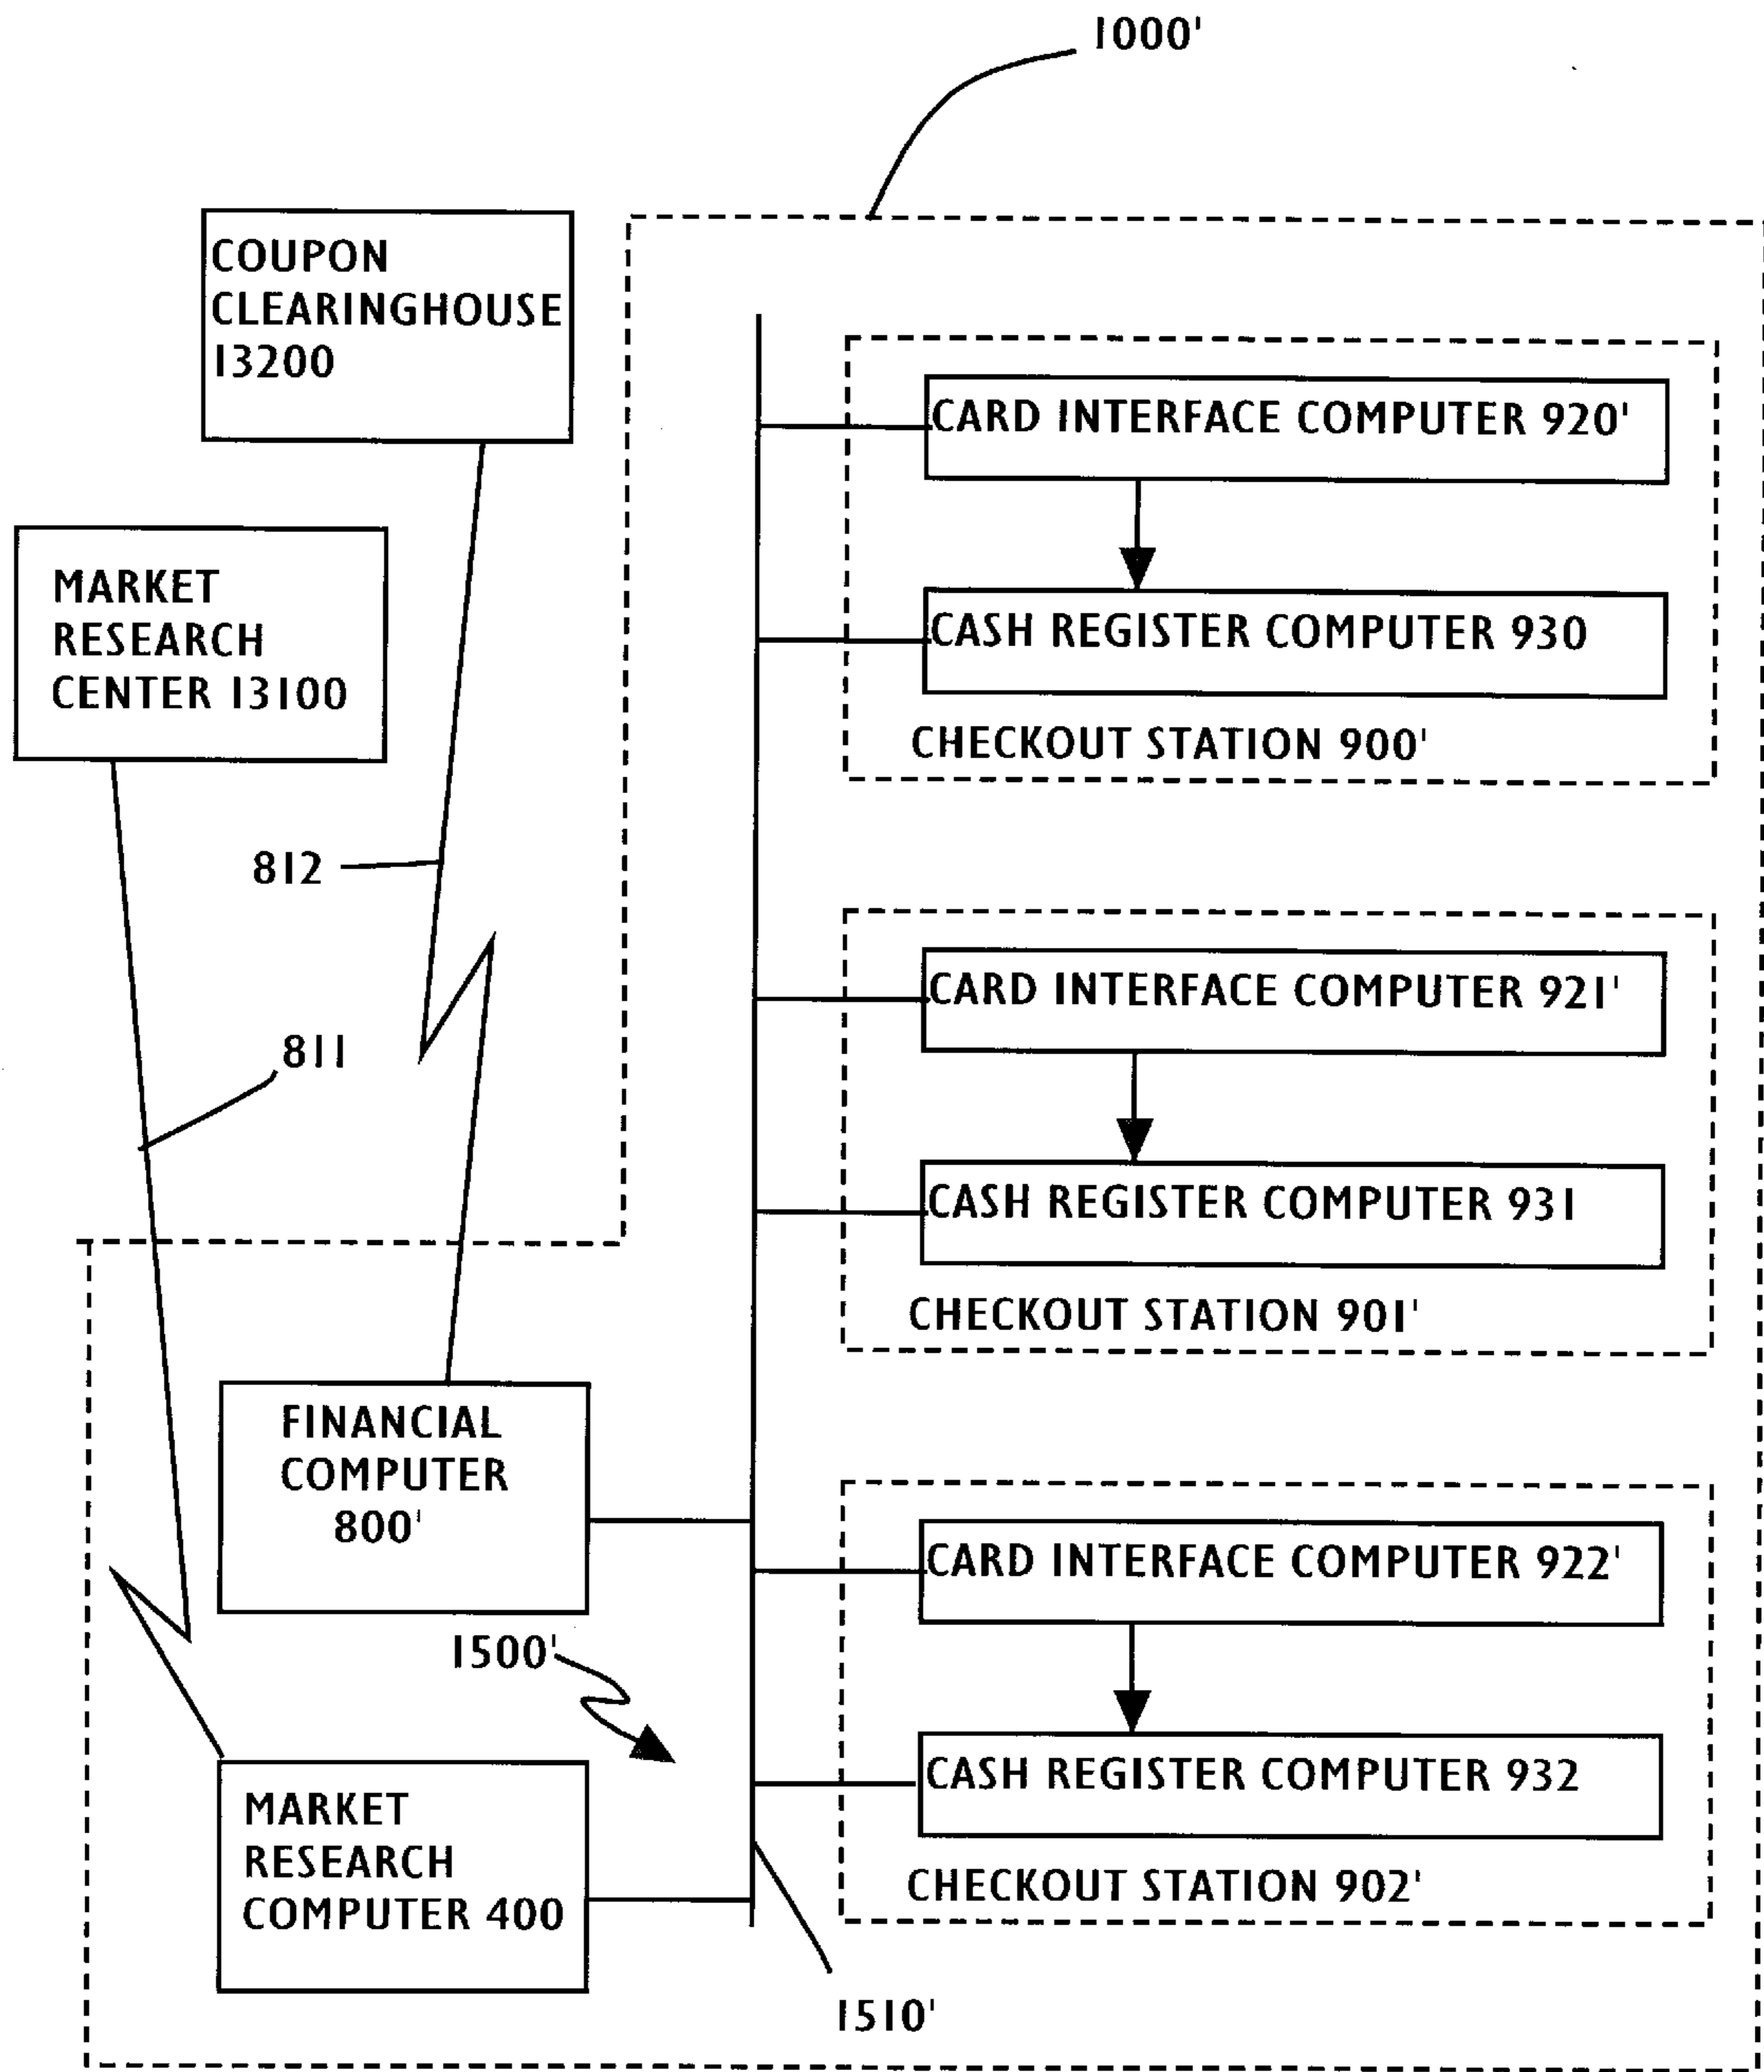 1000'
COUPON
CLEARINGHOUSE
13200
CARD INTERFACE COMPUTER 920'
CASH REGISTER COMPUTER 930
CHECKOUT STATION 900'
MARKET
RESEARCH
CENTER 13100
812
811
CARD INTERFACE COMPUTER 921'
CASH REGISTER COMPUTER 931
CHECKOUT STATION 901'
FINANCIAL
COMPUTER
800'
CARD INTERFACE COMPUTER 922'
CASH REGISTER COMPUTER 932
CHECKOUT STATION 902'
1500'
MARKET
RESEARCH
COMPUTER 400
1510'